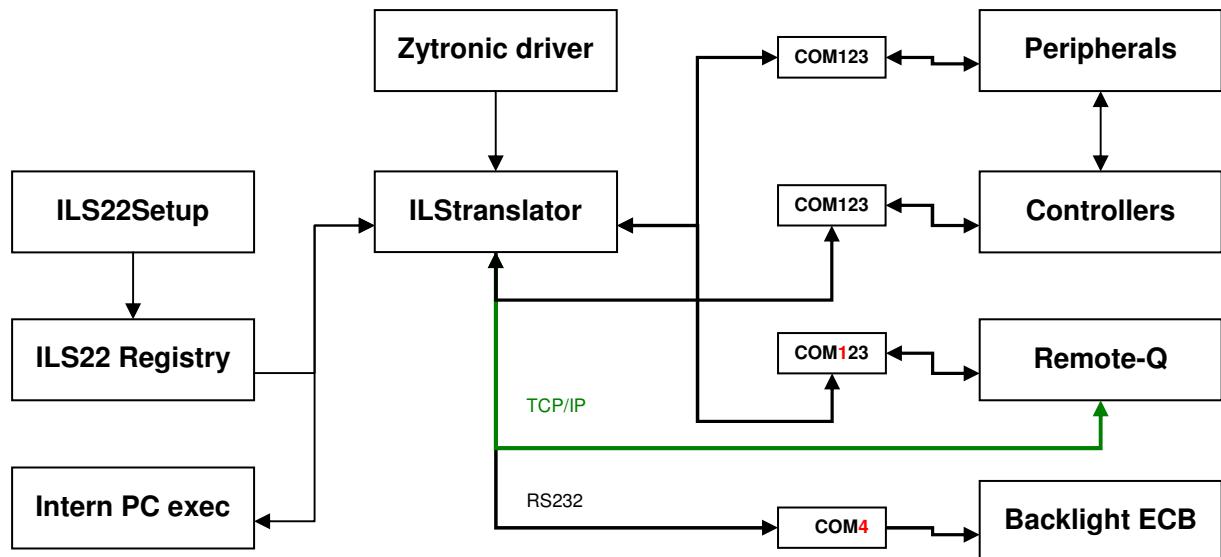 Zytronic driver
COM123
Peripherals
ILS22Setup
ILStranslator
COM123
Controllers
ILS22 Registry
COM123
Remote-Q
TCP/IP
Intern PC exec
RS232
COM4
Backlight ECB